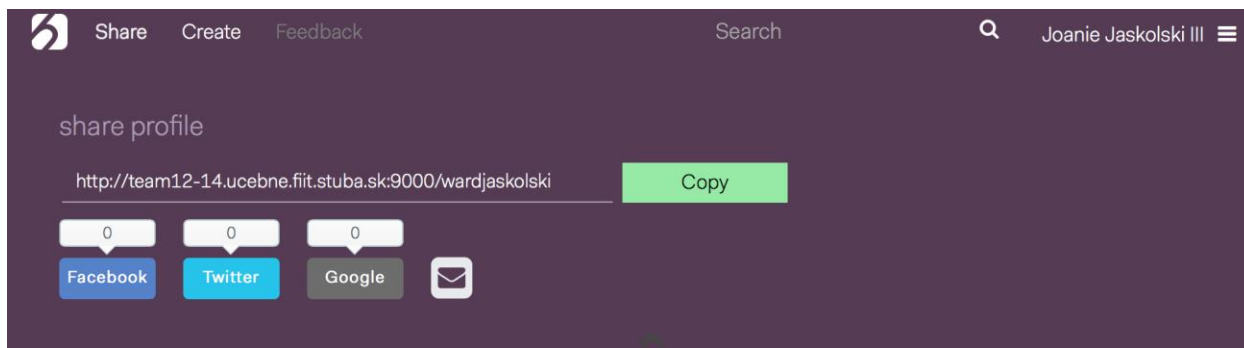 Share Create Feedback Search Joanie Jaskolski III
share profile
http://team12-14.ucebne.fiit.stuba.sk:9000/wardjaskolski Copy
0 0 0
Facebook Twitter Google